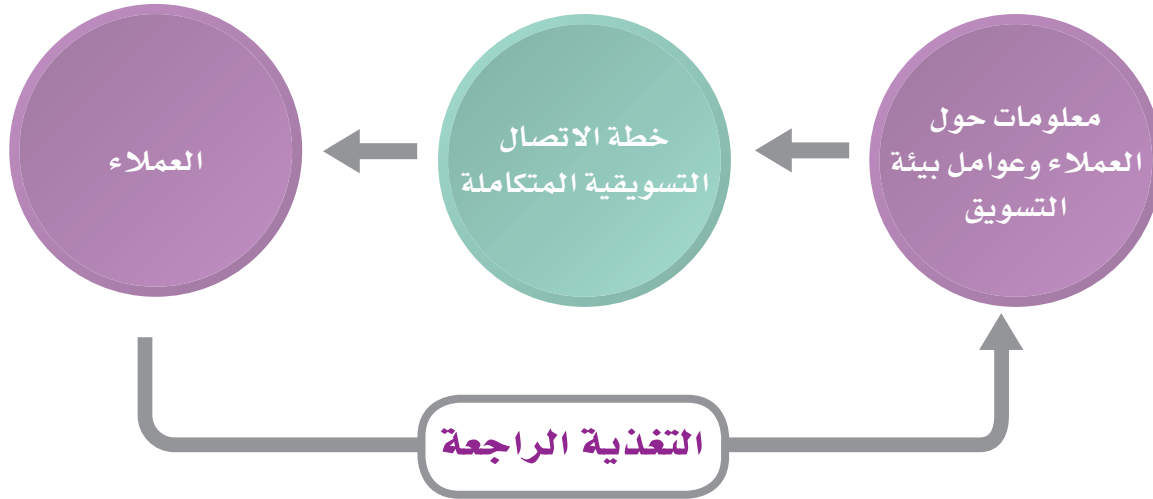 معلومات حول
العملاء وعوامل بيئة
التسويق
خطة الاتصال
التسويقية المتكاملة
العملاء
التغذية الراجعة